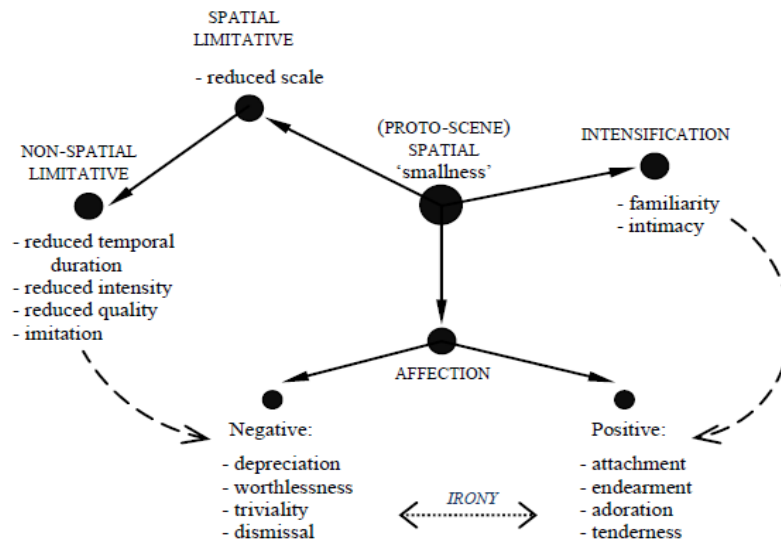 SPATIAL
LIMITATIVE
- reduced scale
(PROTO-SCENE)
SPATIAL
‘smallness’
INTENSIFICATION
- familiarity
- intimacy
NON-SPATIAL
LIMITATIVE
- reduced temporal
duration
- reduced intensity
- reduced quality
- imitation
AFFECTION
Negative:
- depreciation
- worthlessness
- triviality
- dismissal
IRONY
Positive:
- attachment
- endearment
- adoration
- tenderness